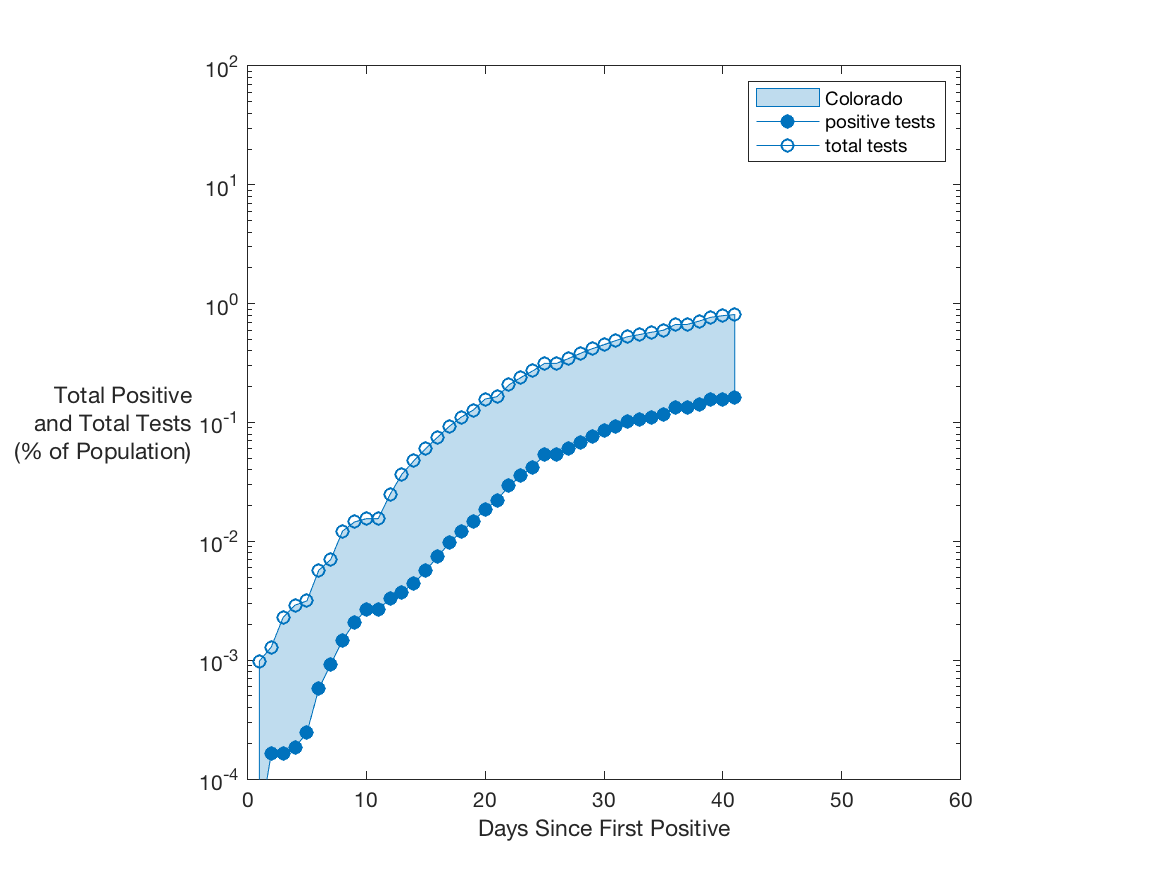 10^2
10^1
10^0
10^-1
10^-2
10^-3
10^-4
Total Positive
and Total Tests
(% of Population)
Colorado
positive tests
total tests
0 10 20 30 40 50 60
Days Since First Positive